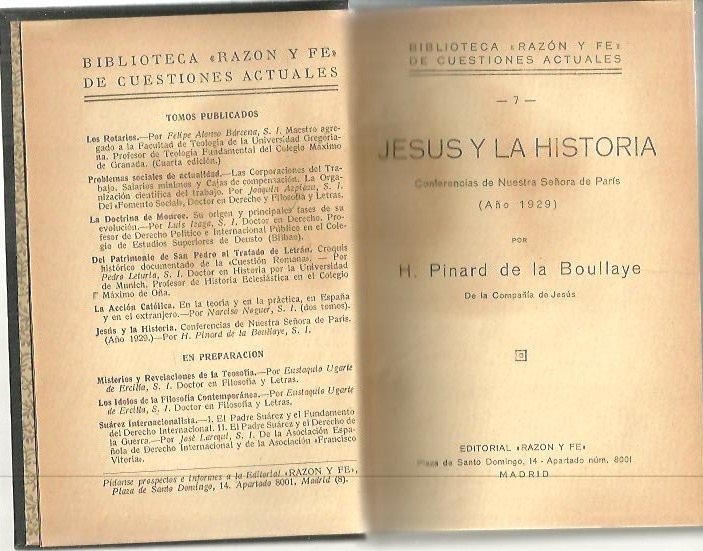 BIBLIOTECA «RAZON Y FE»
DE CUESTIONES ACTUALES
TOMOS PUBLICADOS
Los Rotarios.—Por Felipe Alonso Bárcena, S. I. Maestro agre-
gado a la Facultad de Teología de la Universidad Gregoria-
na. Profesor de Teología Fundamental del Colegio Máximo
de Granada. (Cuarta edición.)
Problemas sociales de actualidad.—Las Corporaciones del Tra-
bajo. Salarios mínimos y Cajas de compensación. La Orga-
nización científica del trabajo. Por Joaquín Azpiazu, S. I.
Del «Fomento Social», Doctor en Derecho y Filosofía y Letras.
La Doctrina de Monroe. Su origen y principales fases de su
evolución.—Por Luis Izaga, S. I. Doctor en Derecho. Pro-
fesor de Derecho Político e Internacional Público en el Cole-
gio de Estudios Superiores de Deusto (Bilbao).
Del Patrimonio de San Pedro al Tratado de Letrán. Croquis
histórico documentado de la «Cuestión Romana». — Por
Pedro Leturia, S. I. Doctor en Historia por la Universidad
de Munich. Profesor de Historia Eclesiástica en el Colegio
Máximo de Oña.
La Acción Católica. En la teoría y en la práctica, en España
y en el extranjero.—Por Narciso Noguer, S. I. (dos tomos).
Jesús y la Historia. Conferencias de Nuestra Señora de París.
(Año 1929.)—Por H. Pinard de la Boullaye, S. I.
EN PREPARACION
Misterios y Revelaciones de la Teosofía.—Por Eustaquio Ugarte
de Ercilla, S. I. Doctor en Filosofía y Letras.
Los Idolos de la Filosofía Contemporánea.—Por Eustaquio Ugarte
de Ercilla, S. I. Doctor en Filosofía y Letras.
Suárez Internacionalista.—I. El Padre Suárez y el Fundamento
del Derecho Internacional. II. El Padre Suárez y el Derecho de
la Guerra.—Por José Larequi, S. I. De la Asociación Espa-
ñola de Derecho Internacional y de la Asociación «Francisco
Vitoria».
Pídanse prospectos e informes a la Editorial «RAZON Y FE»,
Plaza de Santo Domingo, 14. Apartado 8001, Madrid (8).
BIBLIOTECA «RAZÓN Y FE»
DE CUESTIONES ACTUALES
— 7 —
JESUS Y LA HISTORIA
Conferencias de Nuestra Señora de París
(Año 1929)
POR
H. Pinard de la Boullaye
De la Compañía de Jesús
EDITORIAL «RAZON Y FE»
Plaza de Santo Domingo, 14 - Apartado núm. 8001
MADRID